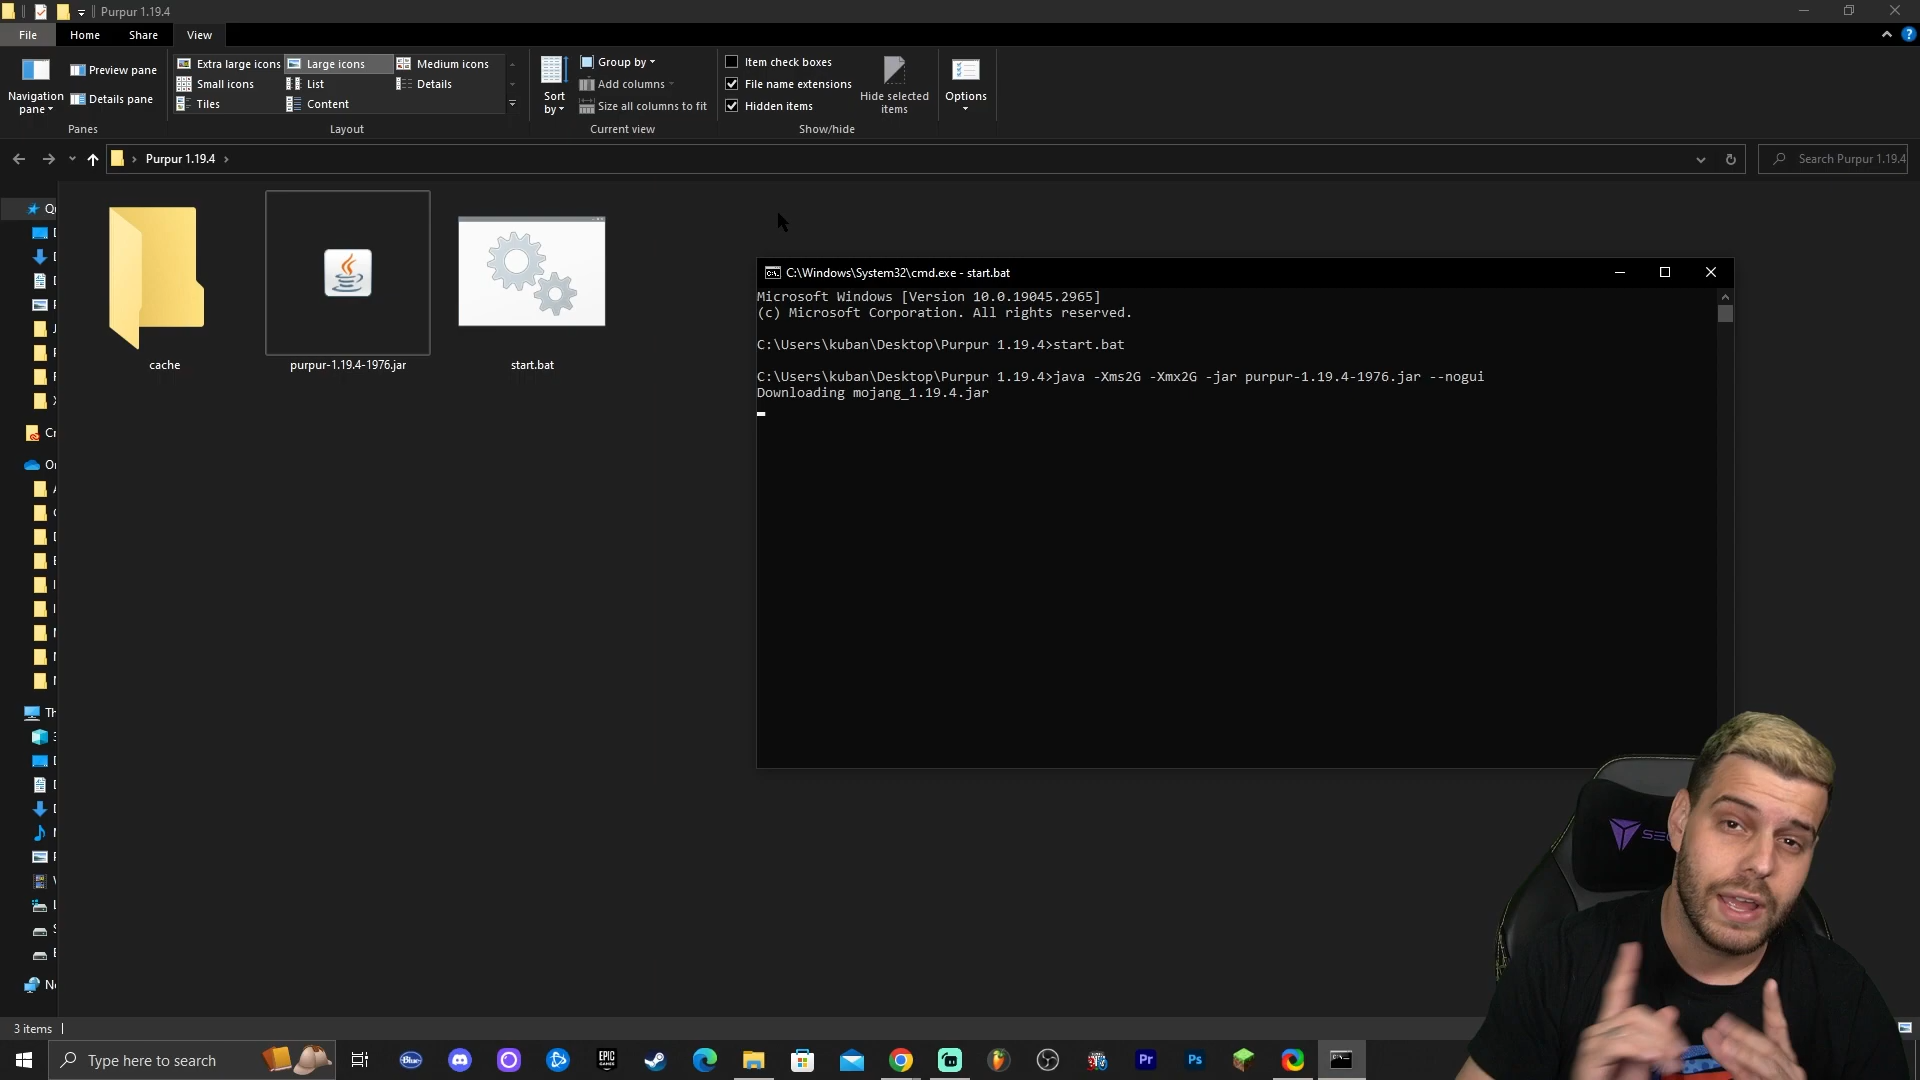 Purpur 1.19.4
File Home Share View
Navigation pane
Preview pane
Details pane
Panes
Extra large icons Large icons Medium icons
Small icons List Details
Tiles Content
Layout
Sort by
Group by
Add columns
Size all columns to fit
Current view
Item check boxes
File name extensions
Hidden items
Hide selected items
Show/hide
Options
Purpur 1.19.4
Search Purpur 1.19.4
cache
purpur-1.19.4-1976.jar
start.bat
C:\Windows\System32\cmd.exe - start.bat
Microsoft Windows [Version 10.0.19045.2965]
(c) Microsoft Corporation. All rights reserved.
C:\Users\kuban\Desktop\Purpur 1.19.4>start.bat
C:\Users\kuban\Desktop\Purpur 1.19.4>java -Xms2G -Xmx2G -jar purpur-1.19.4-1976.jar --nogui
Downloading mojang_1.19.4.jar
3 items
Type here to search
Blue
EPIC GAMES
Pr
Ps